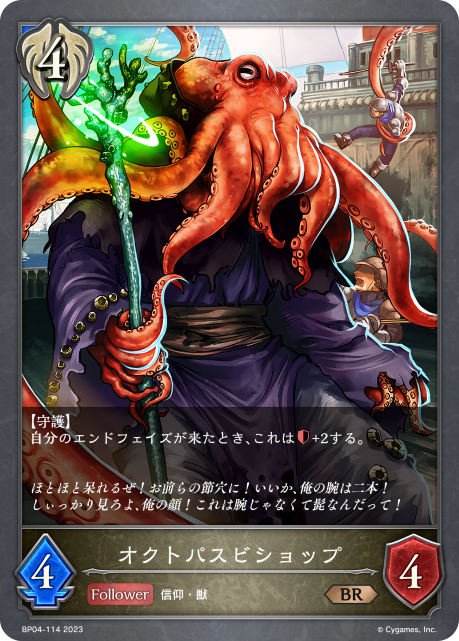 4
【守護】
自分のエンドフェイズが来たとき、これは+2する。
ほとほと呆れるぜ！お前らの節穴に！いいか、俺の腕は二本！
しぃっかり見ろよ、俺の顔！これは腕じゃなくて髭なんだって！
オクトパスビショップ
4
Follower 信仰・獣
BR
4
BP04-114 2023
© Cygames, Inc.